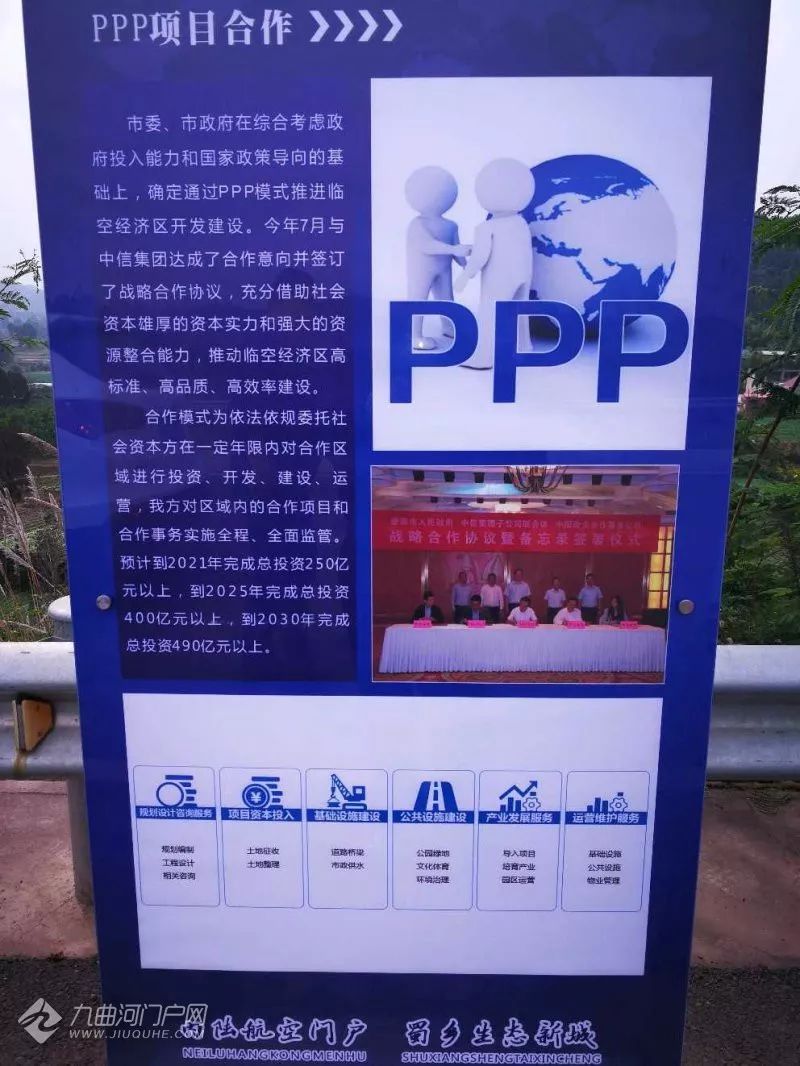 PPP项目合作 》》》》
市委、市政府在综合考虑政
府投入能力和国家政策导向的基
础上，确定通过PPP模式推进临
空经济区开发建设。今年7月与
中信集团达成了合作意向并签订
了战略合作协议，充分借助社会
资本雄厚的资本实力和强大的资
源整合能力，推动临空经济区高
标准、高品质、高效率建设。
合作模式为依法依规委托社
会资本方在一定年限内对合作区
域进行投资、开发、建设、运
营，我方对区域内的合作项目和
合作事务实施全程、全面监管。
预计到2021年完成总投资250亿
元以上，到2025年完成总投资
400亿元以上，到2030年完成
总投资490亿元以上。
PPP
战略合作协议暨备忘录签署仪式
规划设计咨询服务
规划编制
工程设计
相关咨询
项目资本投入
土地征收
土地整理
基础设施建设
道路桥梁
市政供水
公共设施建设
公园绿地
文化体育
环境治理
产业发展服务
导入项目
培育产业
园区运营
运营维护服务
基础设施
公共设施
物业管理
内陆航空门户 蜀乡生态新城
NEILUHANGKONGMENHU SHUXIANGSHENGTAIXINCHENG
九曲河门户网
WWW.JIUQUHE.COM